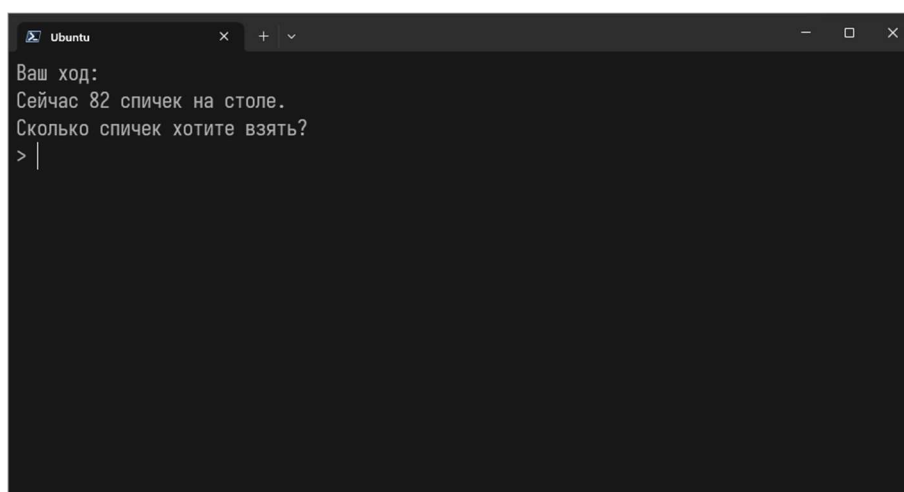 Ubuntu
Ваш ход:
Сейчас 82 спичек на столе.
Сколько спичек хотите взять?
>